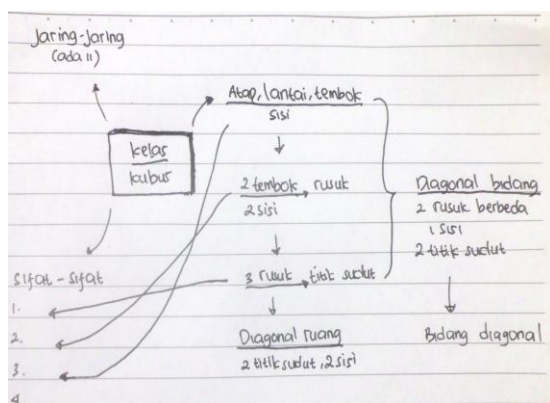 Jaring-Jaring
(ada 11)
Atap, lantai, tembok
sisi
kelas
kubus
2 tembok rusuk
2 sisi
Diagonal bidang
2 rusuk berbeda
1 sisi
2 titik sudut
sifat-sifat
3 rusuk titik sudut
1.
2.
3.
4
Diagonal ruang
2 titik sudut, 2 sisi
Bidang diagonal